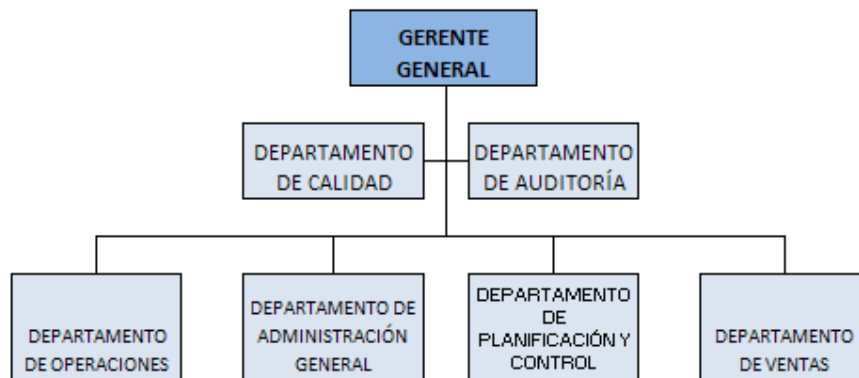 GERENTE
GENERAL
DEPARTAMENTO
DE CALIDAD
DEPARTAMENTO
DE AUDITORÍA
DEPARTAMENTO
DE OPERACIONES
DEPARTAMENTO DE
ADMINISTRACIÓN
GENERAL
DEPARTAMENTO
DE
PLANIFICACIÓN Y
CONTROL
DEPARTAMENTO
DE VENTAS